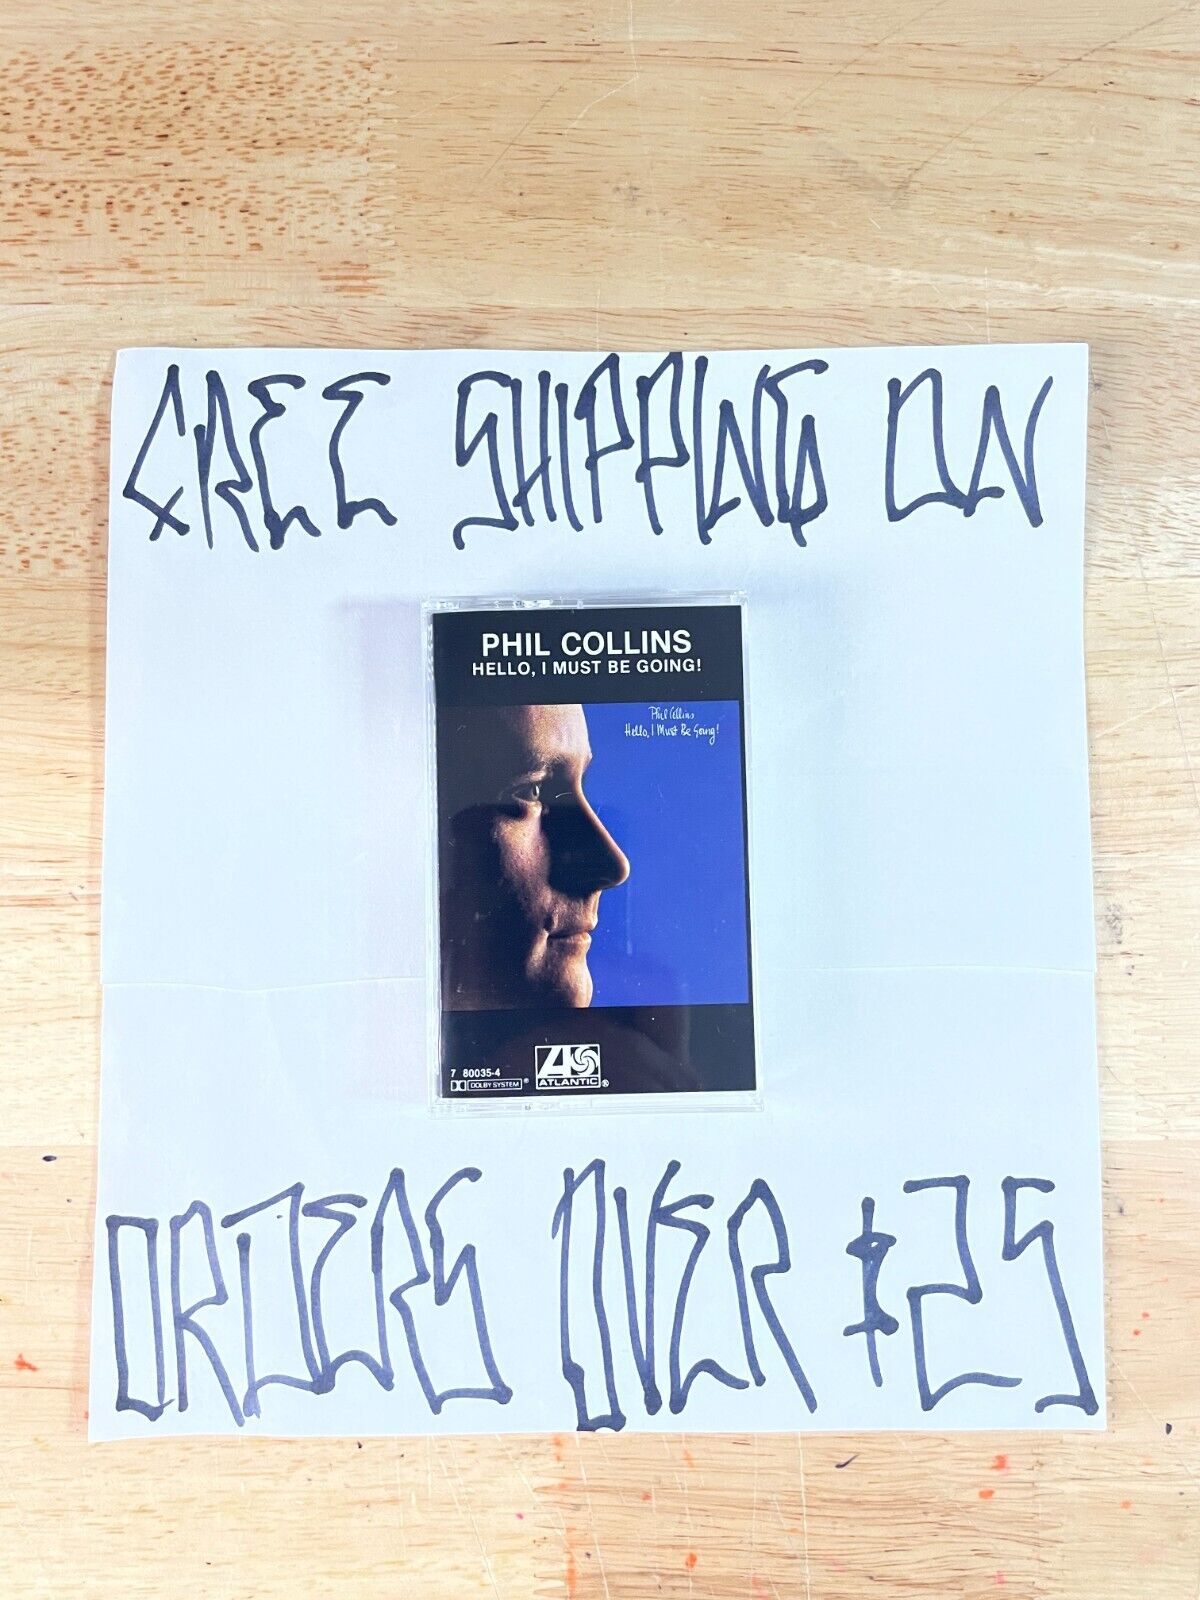 FREE SHIPPING ON
PHIL COLLINS
HELLO, I MUST BE GOING!
Phil Collins
Hello, I Must Be Going!
7 80035-4
DOLBY SYSTEM®
ATLANTIC®
ORDERS OVER $25